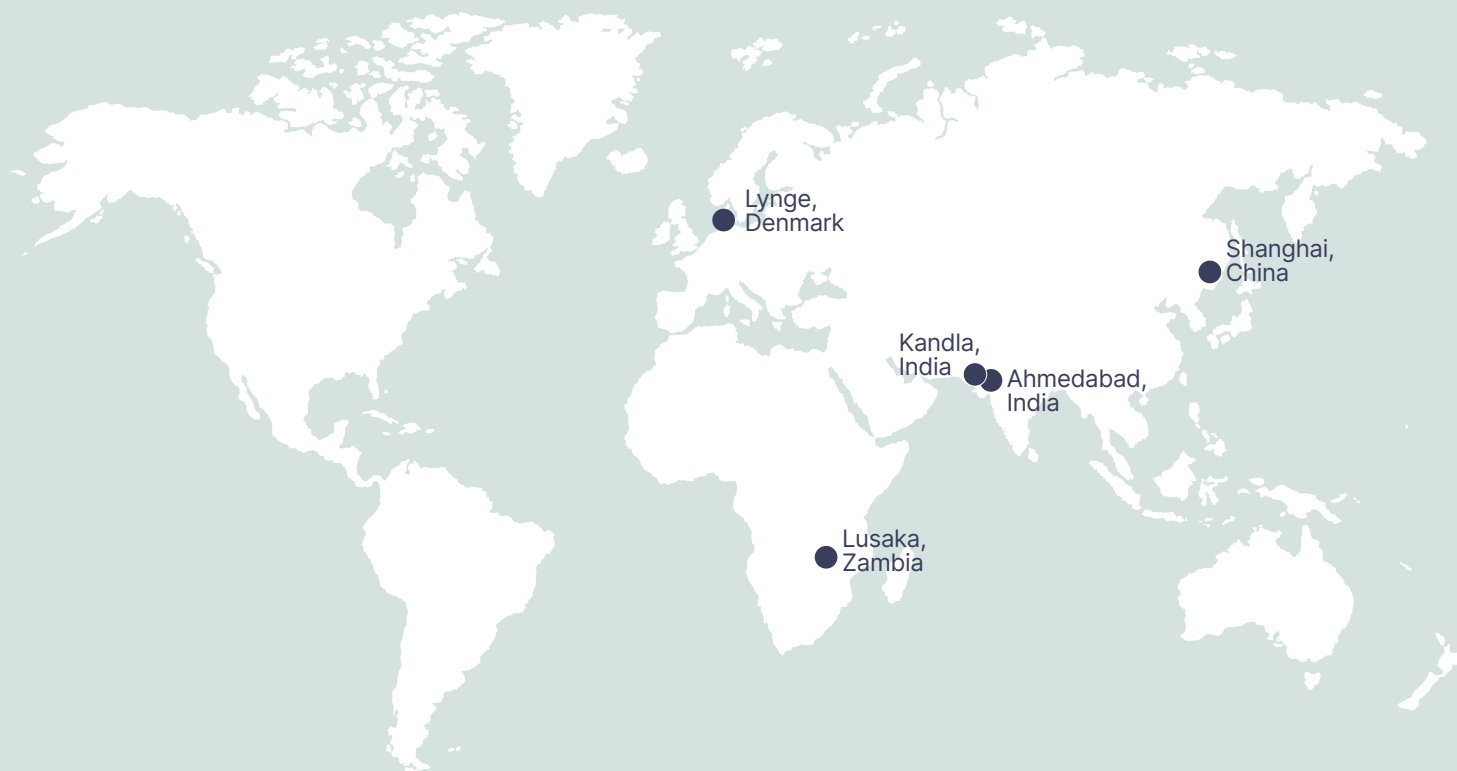 Lynge,
Denmark
Shanghai,
China
Kandla,
India
Ahmedabad,
India
Lusaka,
Zambia